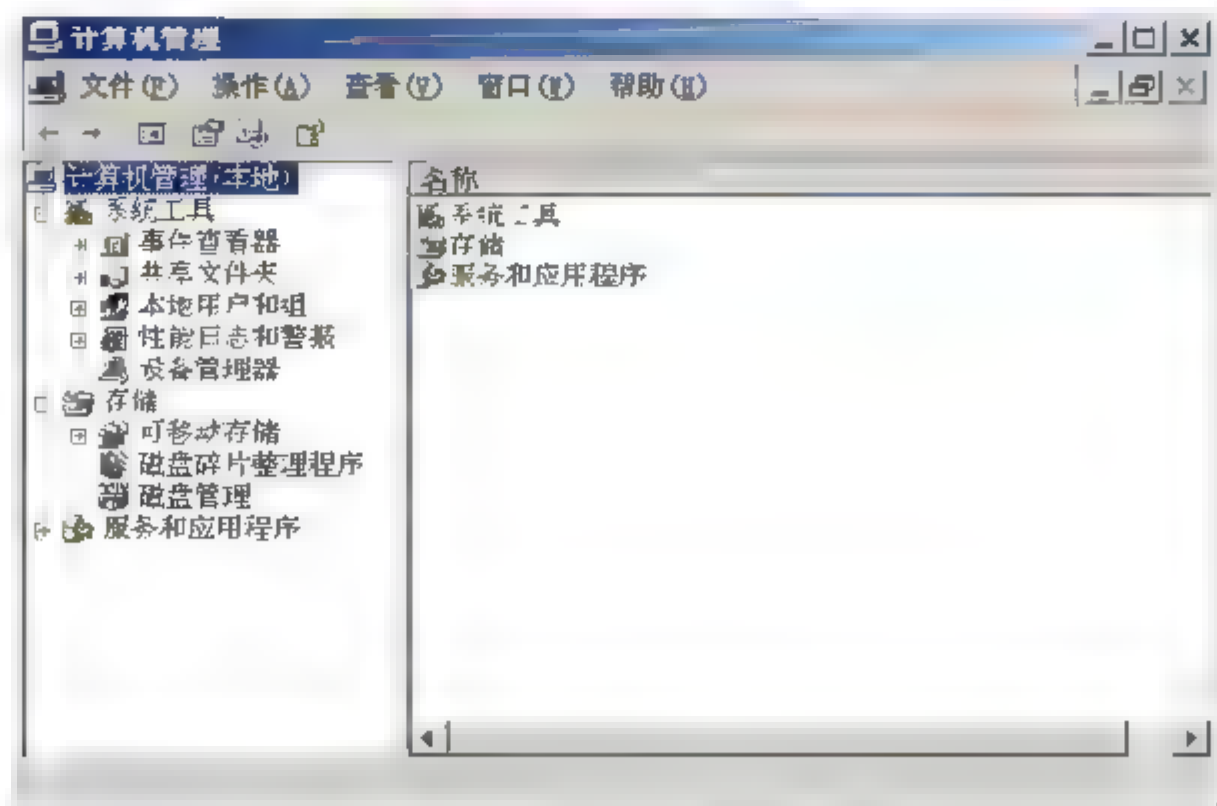 计算机管理
文件(F) 操作(A) 查看(V) 窗口(W) 帮助(H)
计算机管理(本地)
系统工具
事件查看器
共享文件夹
本地用户和组
性能日志和警报
设备管理器
存储
可移动存储
磁盘碎片整理程序
磁盘管理
服务和应用程序
名称
系统工具
存储
服务和应用程序